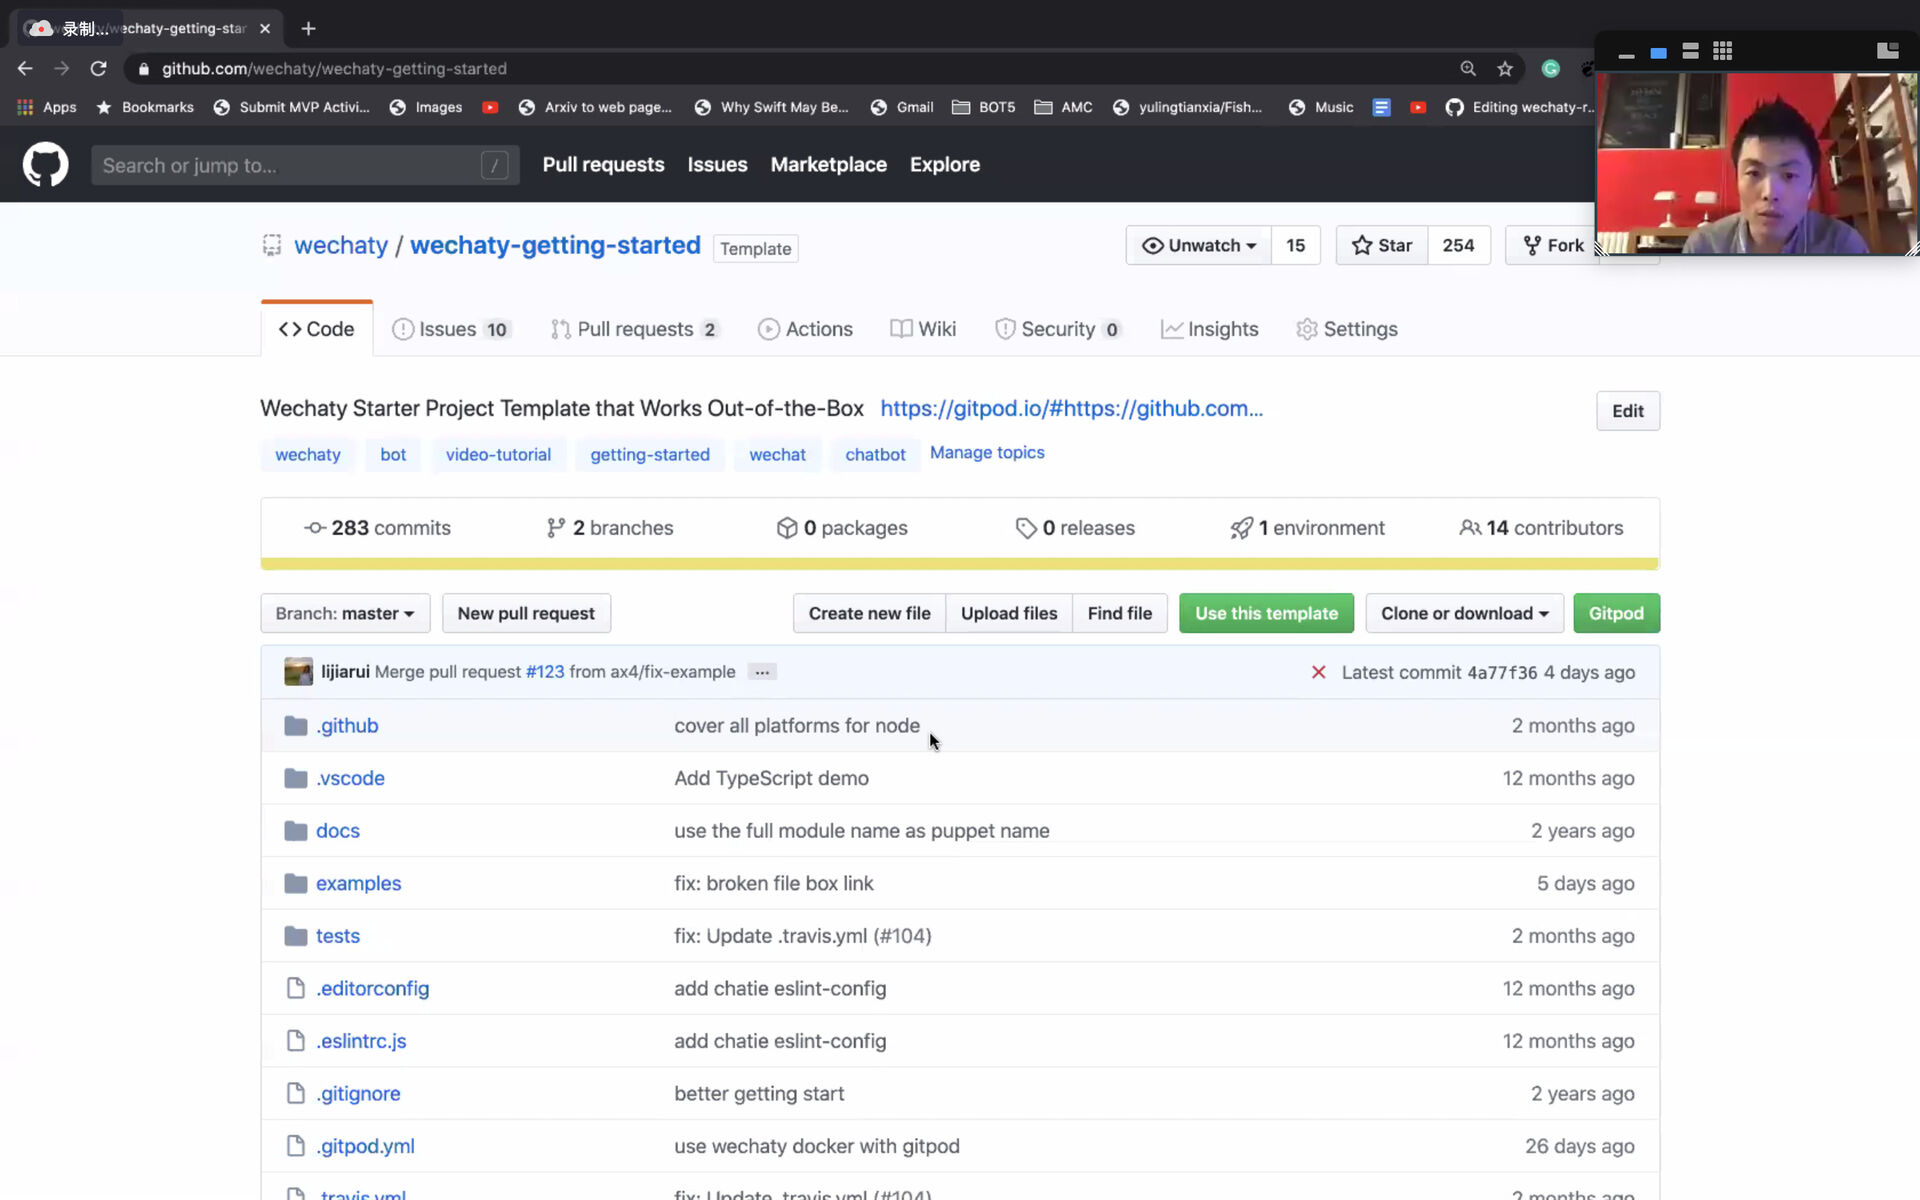 录制... wechaty-getting-star
github.com/wechaty/wechaty-getting-started
Apps Bookmarks Submit MVP Activi... Images Arxiv to web page... Why Swift May Be... Gmail BOT5 AMC yulingtianxia/Fish... Music Editing wechaty-r...
Search or jump to... / Pull requests Issues Marketplace Explore
wechaty / wechaty-getting-started Template Unwatch 15 Star 254 Fork
Code Issues 10 Pull requests 2 Actions Wiki Security 0 Insights Settings
Wechaty Starter Project Template that Works Out-of-the-Box https://gitpod.io/#https://github.com... Edit
wechaty bot video-tutorial getting-started wechat chatbot Manage topics
283 commits 2 branches 0 packages 0 releases 1 environment 14 contributors
Branch: master New pull request Create new file Upload files Find file Use this template Clone or download Gitpod
lijiarui Merge pull request #123 from ax4/fix-example ... Latest commit 4a77f36 4 days ago
.github cover all platforms for node 2 months ago
.vscode Add TypeScript demo 12 months ago
docs use the full module name as puppet name 2 years ago
examples fix: broken file box link 5 days ago
tests fix: Update .travis.yml (#104) 2 months ago
.editorconfig add chatie eslint-config 12 months ago
.eslintrc.js add chatie eslint-config 12 months ago
.gitignore better getting start 2 years ago
.gitpod.yml use wechaty docker with gitpod 26 days ago
.travis.yml fix: Update .travis.yml (#104) 2 months ago